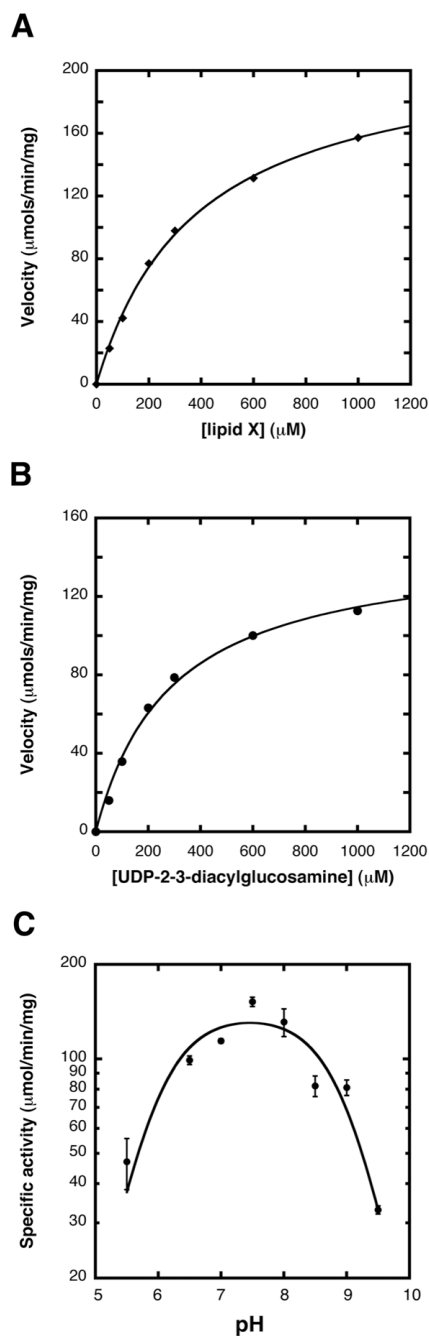 A
200
160
120
80
40
0
Velocity (μmols/min/mg)
0 200 400 600 800 1000 1200
[lipid X] (μM)
B
160
120
80
40
0
Velocity (μmols/min/mg)
0 200 400 600 800 1000 1200
[UDP-2-3-diacylglucosamine] (μM)
C
200
100
90
80
70
60
50
40
30
20
Specific activity (μmol/min/mg)
5 6 7 8 9 10
pH